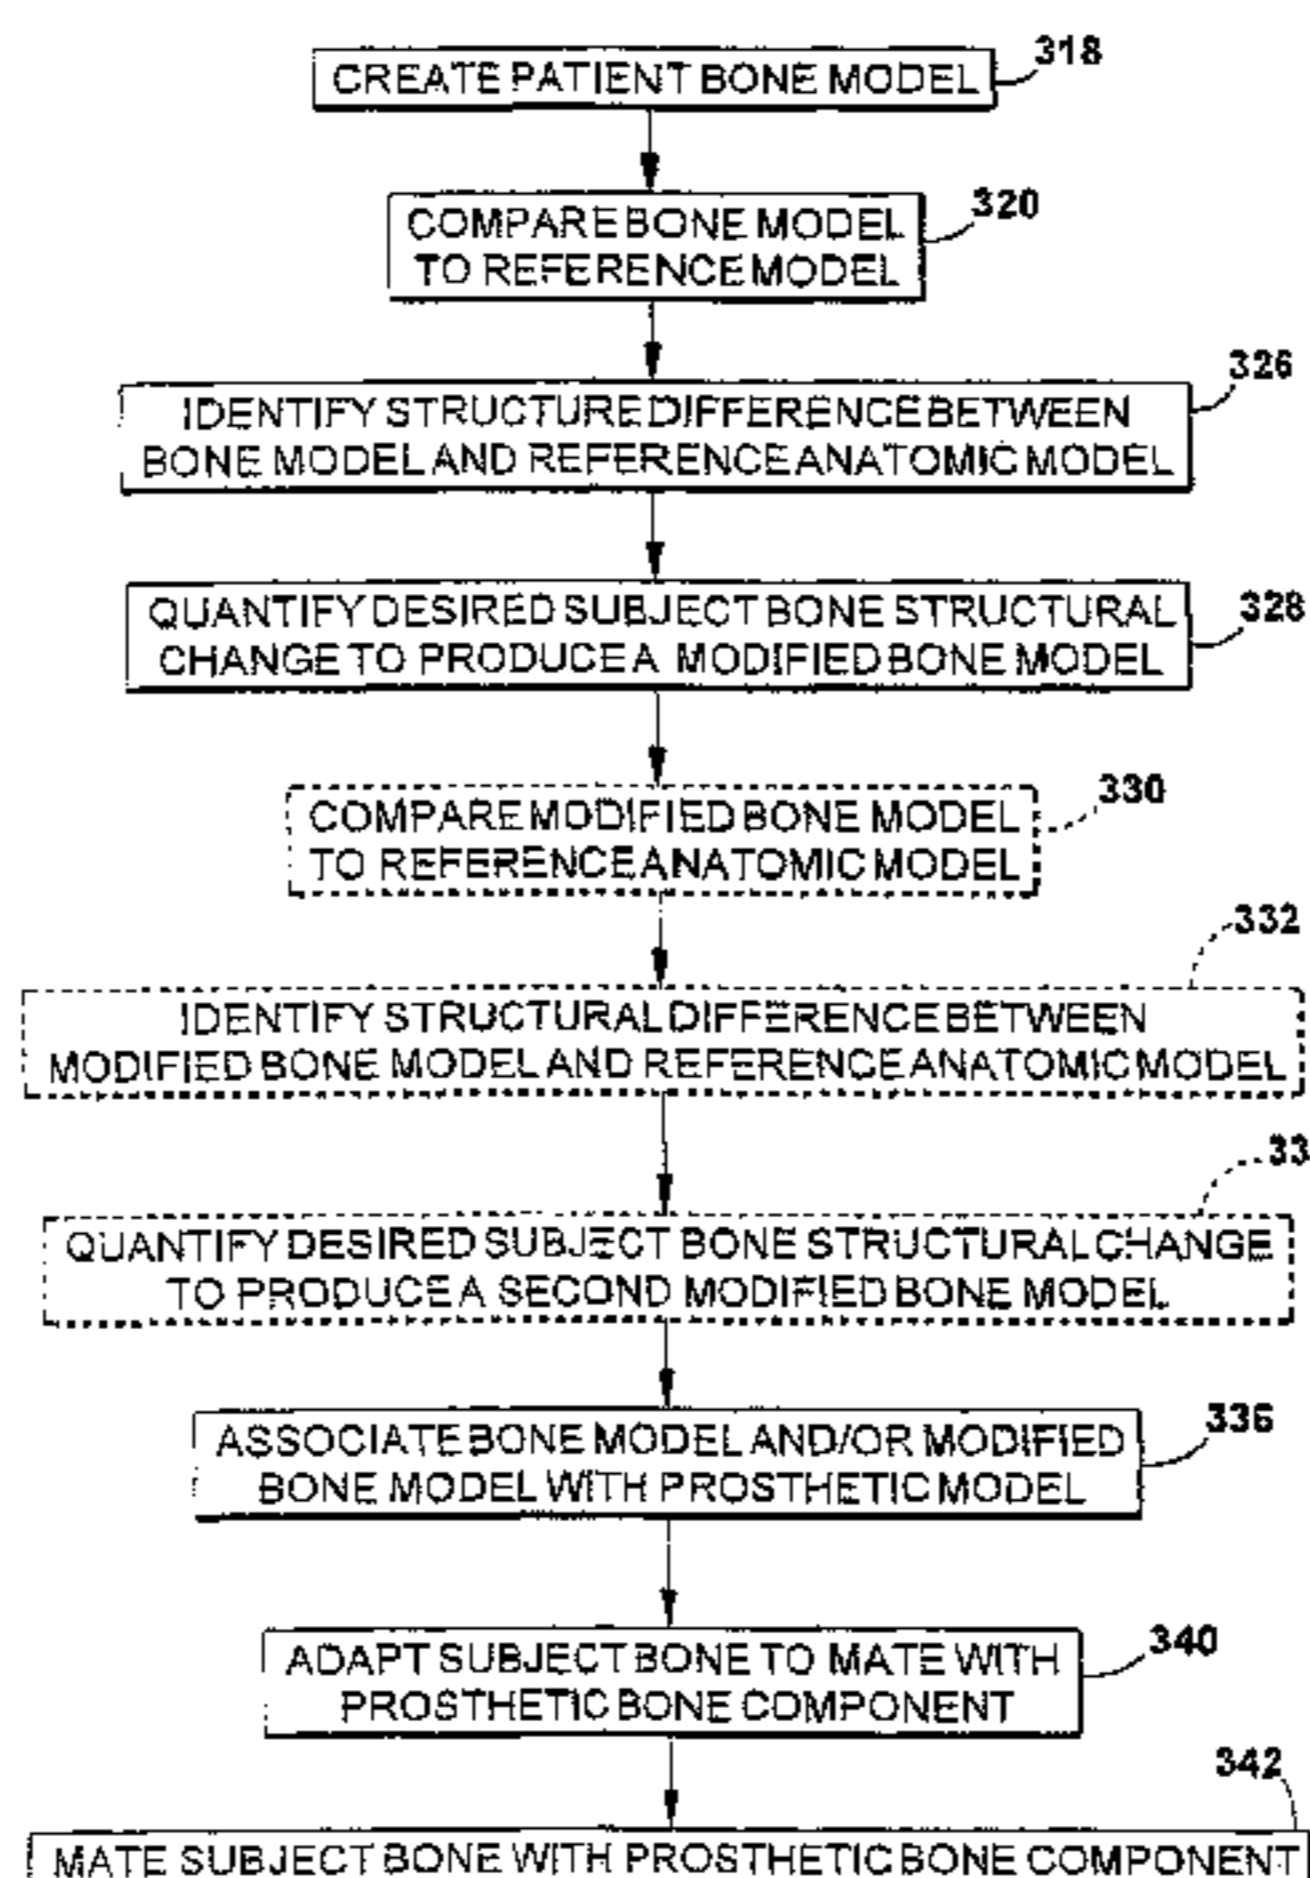 CREATE PATIENT BONE MODEL
318
COMPARE BONE MODEL
TO REFERENCE MODEL
320
IDENTIFY STRUCTURE DIFFERENCE BETWEEN
BONE MODEL AND REFERENCE ANATOMIC MODEL
326
QUANTIFY DESIRED SUBJECT BONE STRUCTURAL
CHANGE TO PRODUCE A MODIFIED BONE MODEL
328
COMPARE MODIFIED BONE MODEL
TO REFERENCE ANATOMIC MODEL
330
IDENTIFY STRUCTURAL DIFFERENCE BETWEEN
MODIFIED BONE MODEL AND REFERENCE ANATOMIC MODEL
332
QUANTIFY DESIRED SUBJECT BONE STRUCTURAL CHANGE
TO PRODUCE A SECOND MODIFIED BONE MODEL
33
ASSOCIATE BONE MODEL AND/OR MODIFIED
BONE MODEL WITH PROSTHETIC MODEL
336
ADAPT SUBJECT BONE TO MATE WITH
PROSTHETIC BONE COMPONENT
340
MATE SUBJECT BONE WITH PROSTHETIC BONE COMPONENT
342